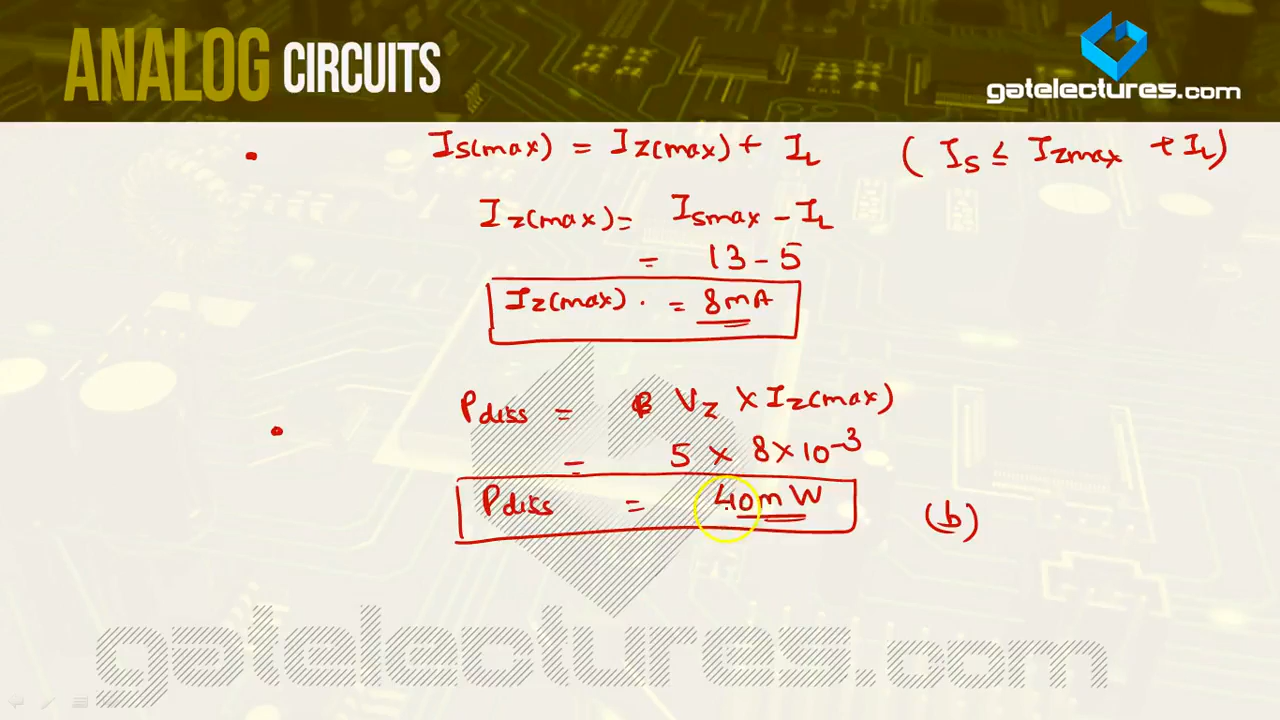 ANALOG CIRCUITS
gatelectures.com
• Is(max) = Iz(max) + IL ( Is ≤ Izmax + IL )
Iz(max) = Ismax - IL
= 13 - 5
Iz(max) . = 8mA
• Pdiss = Vz × Iz(max)
= 5 × 8 × 10-3
Pdiss = 40mW (b)
gatelectures.com